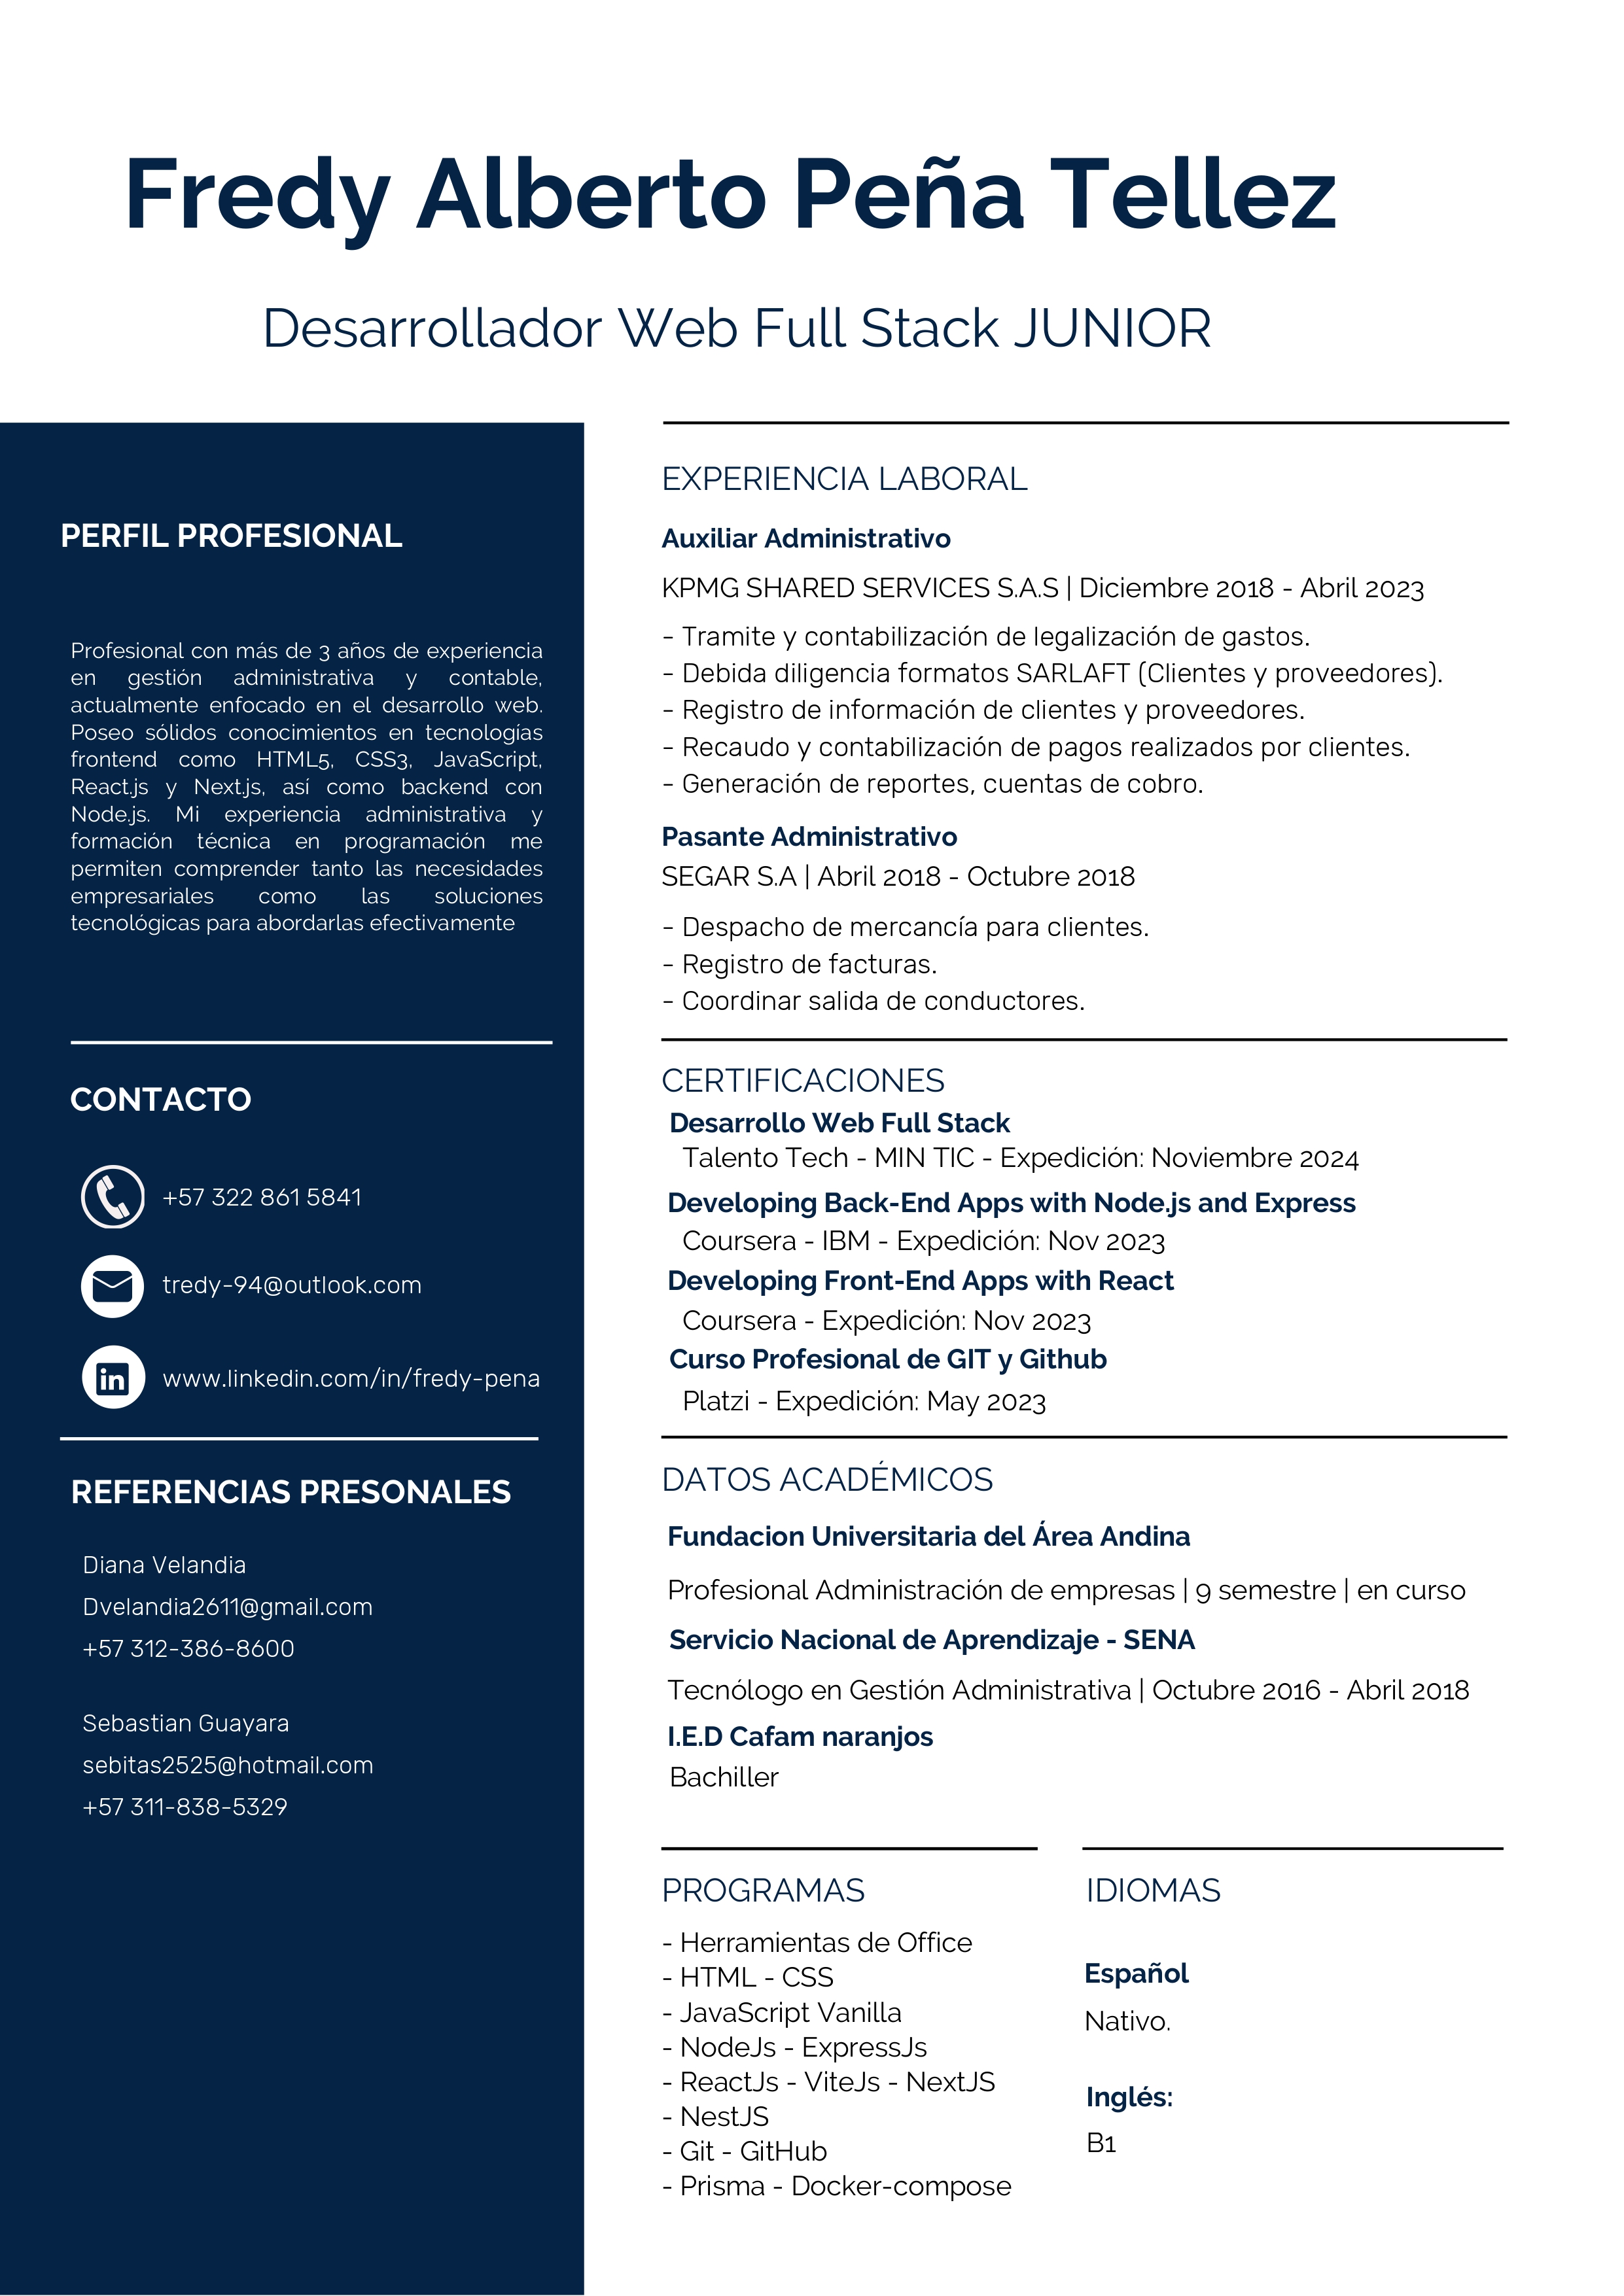 Fredy Alberto Peña Tellez
Desarrollador Web Full Stack JUNIOR
PERFIL PROFESIONAL
Profesional con más de 3 años de experiencia
en gestión administrativa y contable,
actualmente enfocado en el desarrollo web.
Poseo sólidos conocimientos en tecnologías
frontend como HTML5, CSS3, JavaScript,
React.js y Next.js, así como backend con
Node.js. Mi experiencia administrativa y
formación técnica en programación me
permiten comprender tanto las necesidades
empresariales como las soluciones
tecnológicas para abordarlas efectivamente
CONTACTO
+57 322 861 5841
tredy-94@outlook.com
www.linkedin.com/in/fredy-pena
REFERENCIAS PRESONALES
Diana Velandia
Dvelandia2611@gmail.com
+57 312-386-8600
Sebastian Guayara
sebitas2525@hotmail.com
+57 311-838-5329
EXPERIENCIA LABORAL
Auxiliar Administrativo
KPMG SHARED SERVICES S.A.S | Diciembre 2018 - Abril 2023
- Tramite y contabilización de legalización de gastos.
- Debida diligencia formatos SARLAFT (Clientes y proveedores).
- Registro de información de clientes y proveedores.
- Recaudo y contabilización de pagos realizados por clientes.
- Generación de reportes, cuentas de cobro.
Pasante Administrativo
SEGAR S.A | Abril 2018 - Octubre 2018
- Despacho de mercancía para clientes.
- Registro de facturas.
- Coordinar salida de conductores.
CERTIFICACIONES
Desarrollo Web Full Stack
Talento Tech - MIN TIC - Expedición: Noviembre 2024
Developing Back-End Apps with Node.js and Express
Coursera - IBM - Expedición: Nov 2023
Developing Front-End Apps with React
Coursera - Expedición: Nov 2023
Curso Profesional de GIT y Github
Platzi - Expedición: May 2023
DATOS ACADÉMICOS
Fundacion Universitaria del Área Andina
Profesional Administración de empresas | 9 semestre | en curso
Servicio Nacional de Aprendizaje - SENA
Tecnólogo en Gestión Administrativa | Octubre 2016 - Abril 2018
I.E.D Cafam naranjos
Bachiller
PROGRAMAS
- Herramientas de Office
- HTML - CSS
- JavaScript Vanilla
- NodeJs - ExpressJs
- ReactJs - ViteJs - NextJS
- NestJS
- Git - GitHub
- Prisma - Docker-compose
IDIOMAS
Español
Nativo.
Inglés:
B1